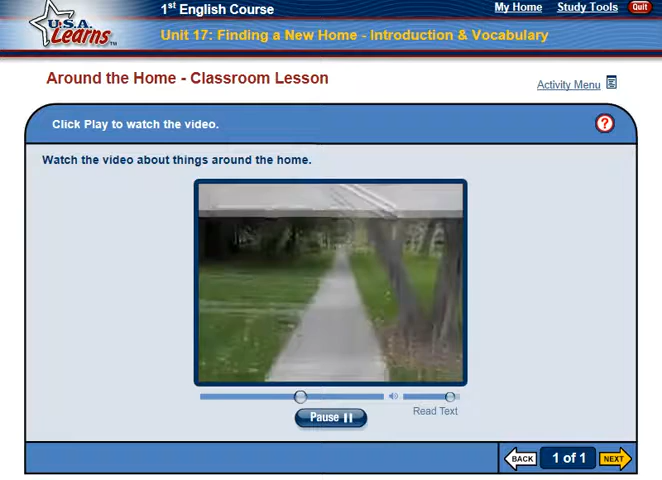 U.S.A.
Learns™
1st English Course
My Home
Study Tools
Quit
Unit 17: Finding a New Home - Introduction & Vocabulary
Around the Home - Classroom Lesson
Activity Menu
Click Play to watch the video.
?
Watch the video about things around the home.
Pause
Read Text
BACK
1 of 1
NEXT